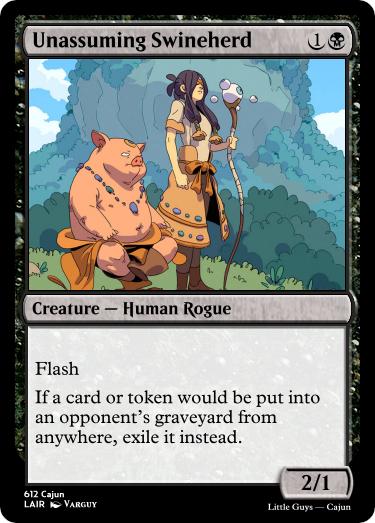 Unassuming Swineherd 1
Creature — Human Rogue
Flash
If a card or token would be put into
an opponent's graveyard from
anywhere, exile it instead.
2/1
612 Cajun
LAIR VARGUY
Little Guys — Cajun